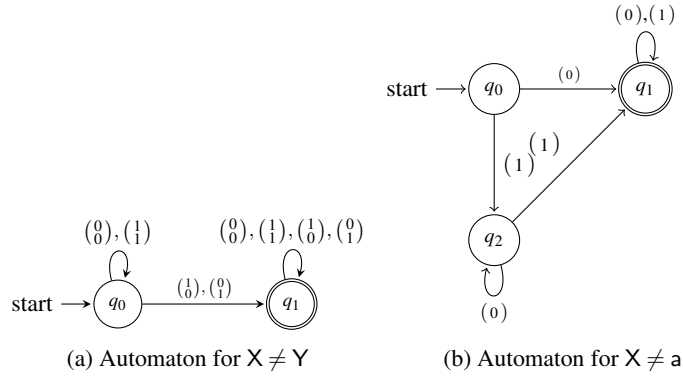 (0),(1)
start
q₀
(0)
q₁
(1)
(1)
q₂
(0)
(0 0),(1 1)
(0 0),(1 1),(1 0),(0 1)
start
q₀
(1 0),(0 1)
q₁
(a) Automaton for X ≠ Y
(b) Automaton for X ≠ a